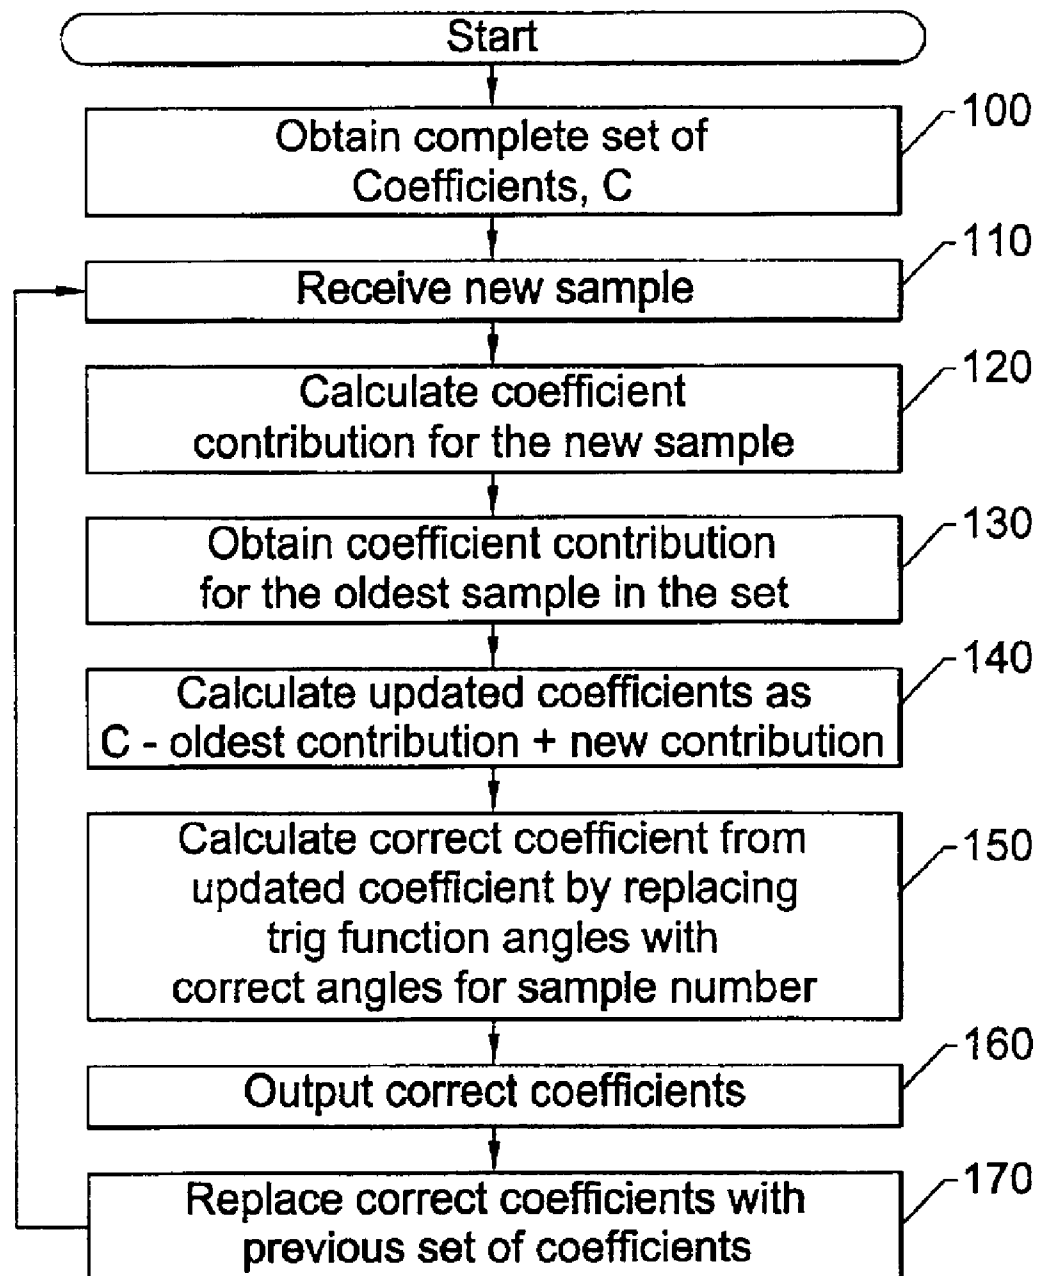 Start
100
Obtain complete set of
Coefficients, C
110
Receive new sample
120
Calculate coefficient
contribution for the new sample
130
Obtain coefficient contribution
for the oldest sample in the set
140
Calculate updated coefficients as
C - oldest contribution + new contribution
150
Calculate correct coefficient from
updated coefficient by replacing
trig function angles with
correct angles for sample number
160
Output correct coefficients
170
Replace correct coefficients with
previous set of coefficients